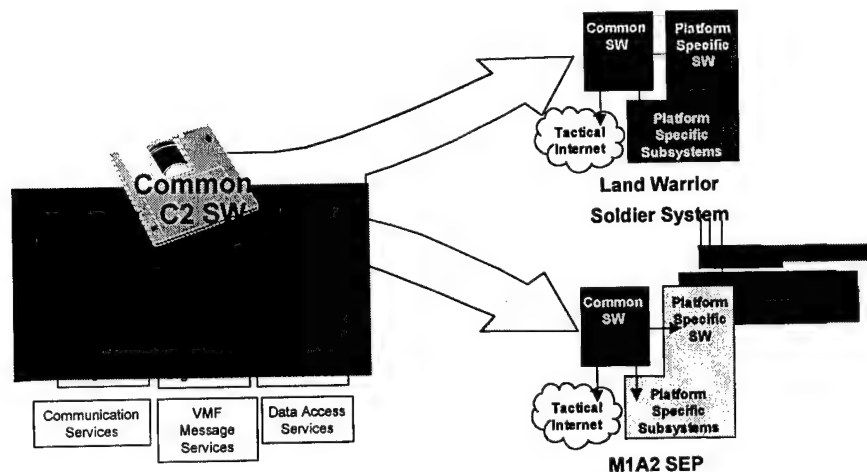 Common
C2 SW
Communication
Services
VMF
Message
Services
Data Access
Services
Common
SW
Platform
Specific
SW
Tactical
Internet
Platform
Specific
Subsystems
Land Warrior
Soldier System
Common
SW
Platform
Specific
SW
Tactical
Internet
Platform
Specific
Subsystems
M1A2 SEP